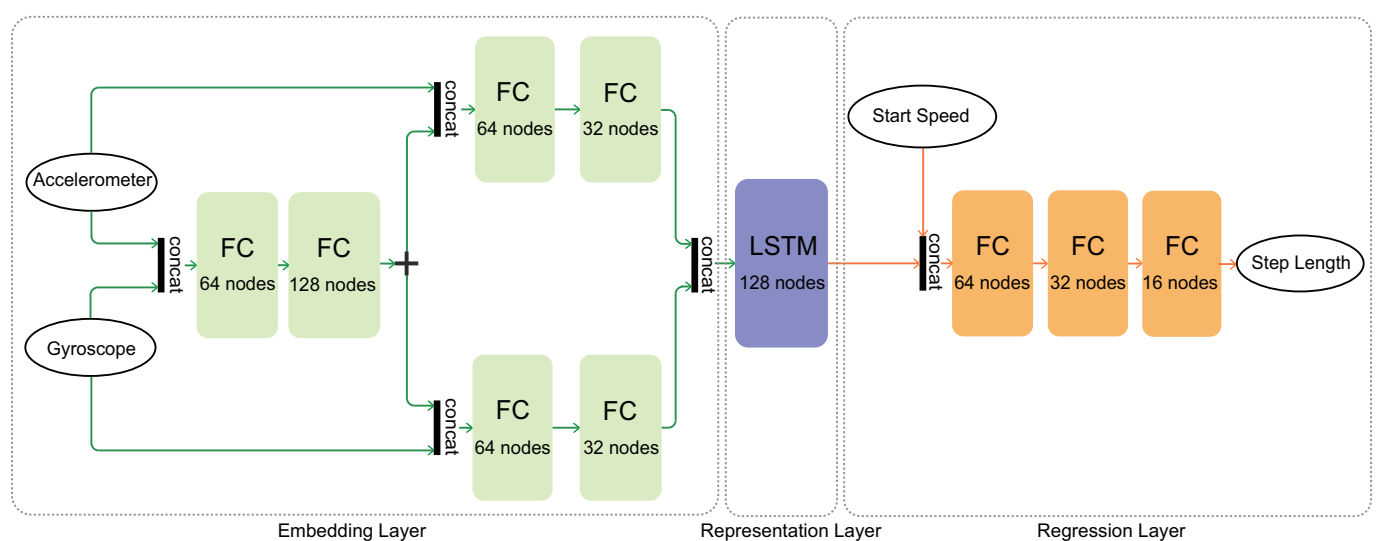 Accelerometer
Gyroscope
concat
FC
64 nodes
FC
128 nodes
+
concat
FC
64 nodes
FC
32 nodes
concat
FC
64 nodes
FC
32 nodes
concat
LSTM
128 nodes
Start Speed
concat
FC
64 nodes
FC
32 nodes
FC
16 nodes
Step Length
Embedding Layer
Representation Layer
Regression Layer